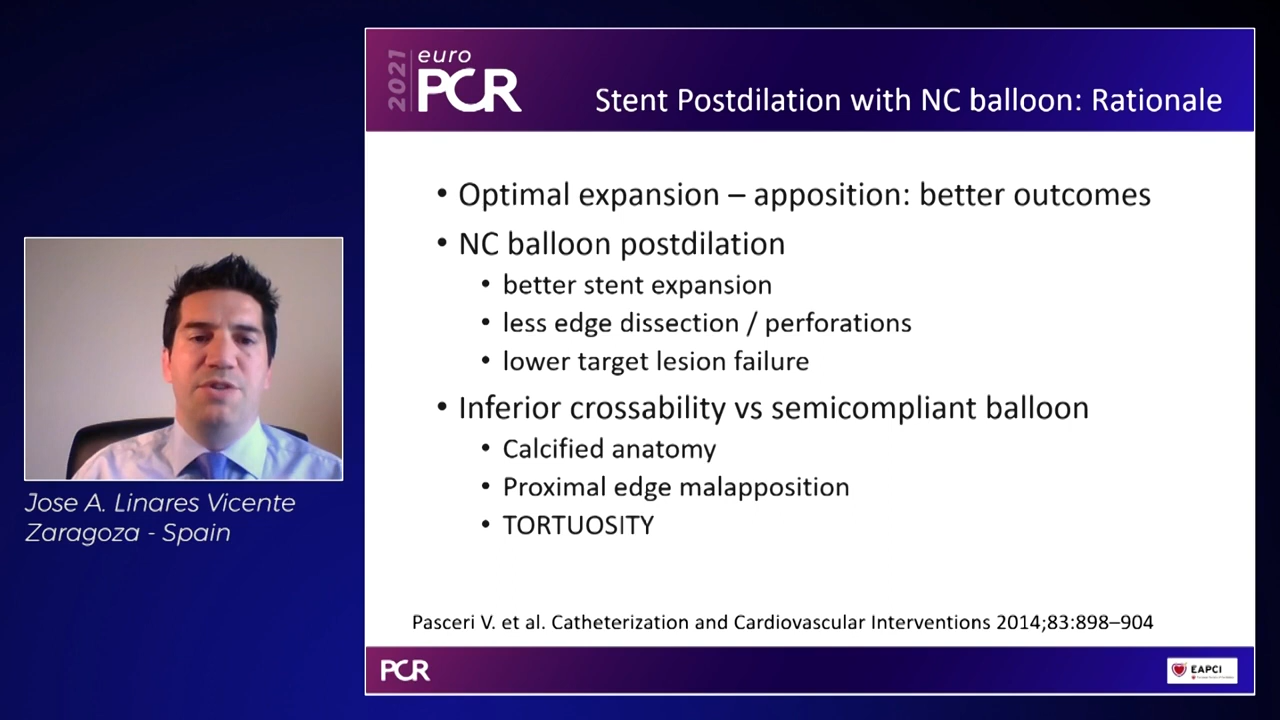 2021
euro
PCR
Stent Postdilation with NC balloon: Rationale
• Optimal expansion – apposition: better outcomes
• NC balloon postdilation
• better stent expansion
• less edge dissection / perforations
• lower target lesion failure
• Inferior crossability vs semicompliant balloon
• Calcified anatomy
• Proximal edge malapposition
• TORTUOSITY
Pasceri V. et al. Catheterization and Cardiovascular Interventions 2014;83:898–904
Jose A. Linares Vicente
Zaragoza - Spain
PCR
EAPCI